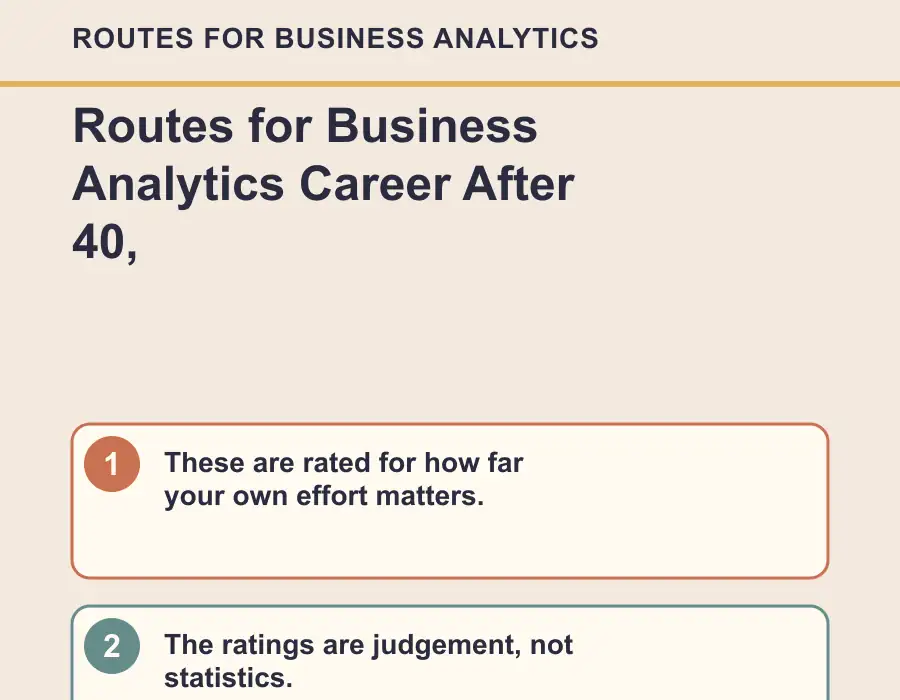 ROUTES FOR BUSINESS ANALYTICS
Routes for Business
Analytics Career After
40,
1
These are rated for how far
your own effort matters.
2
The ratings are judgement, not
statistics.